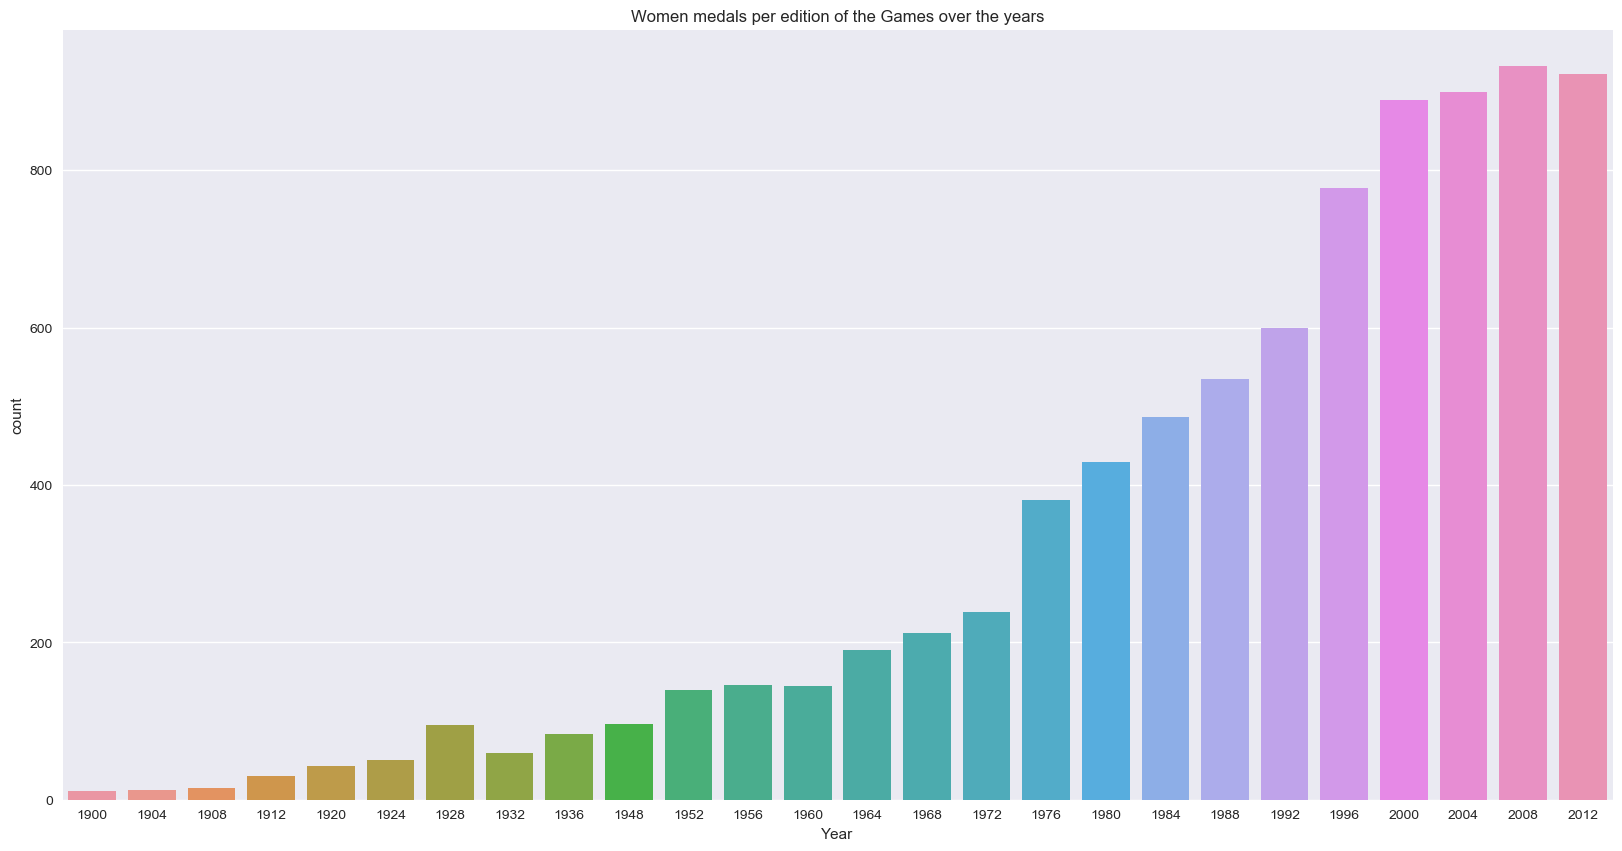 Women medals per edition of the Games over the years
count
800
600
400
200
0
1900 1904 1908 1912 1920 1924 1928 1932 1936 1948 1952 1956 1960 1964 1968 1972 1976 1980 1984 1988 1992 1996 2000 2004 2008 2012
Year